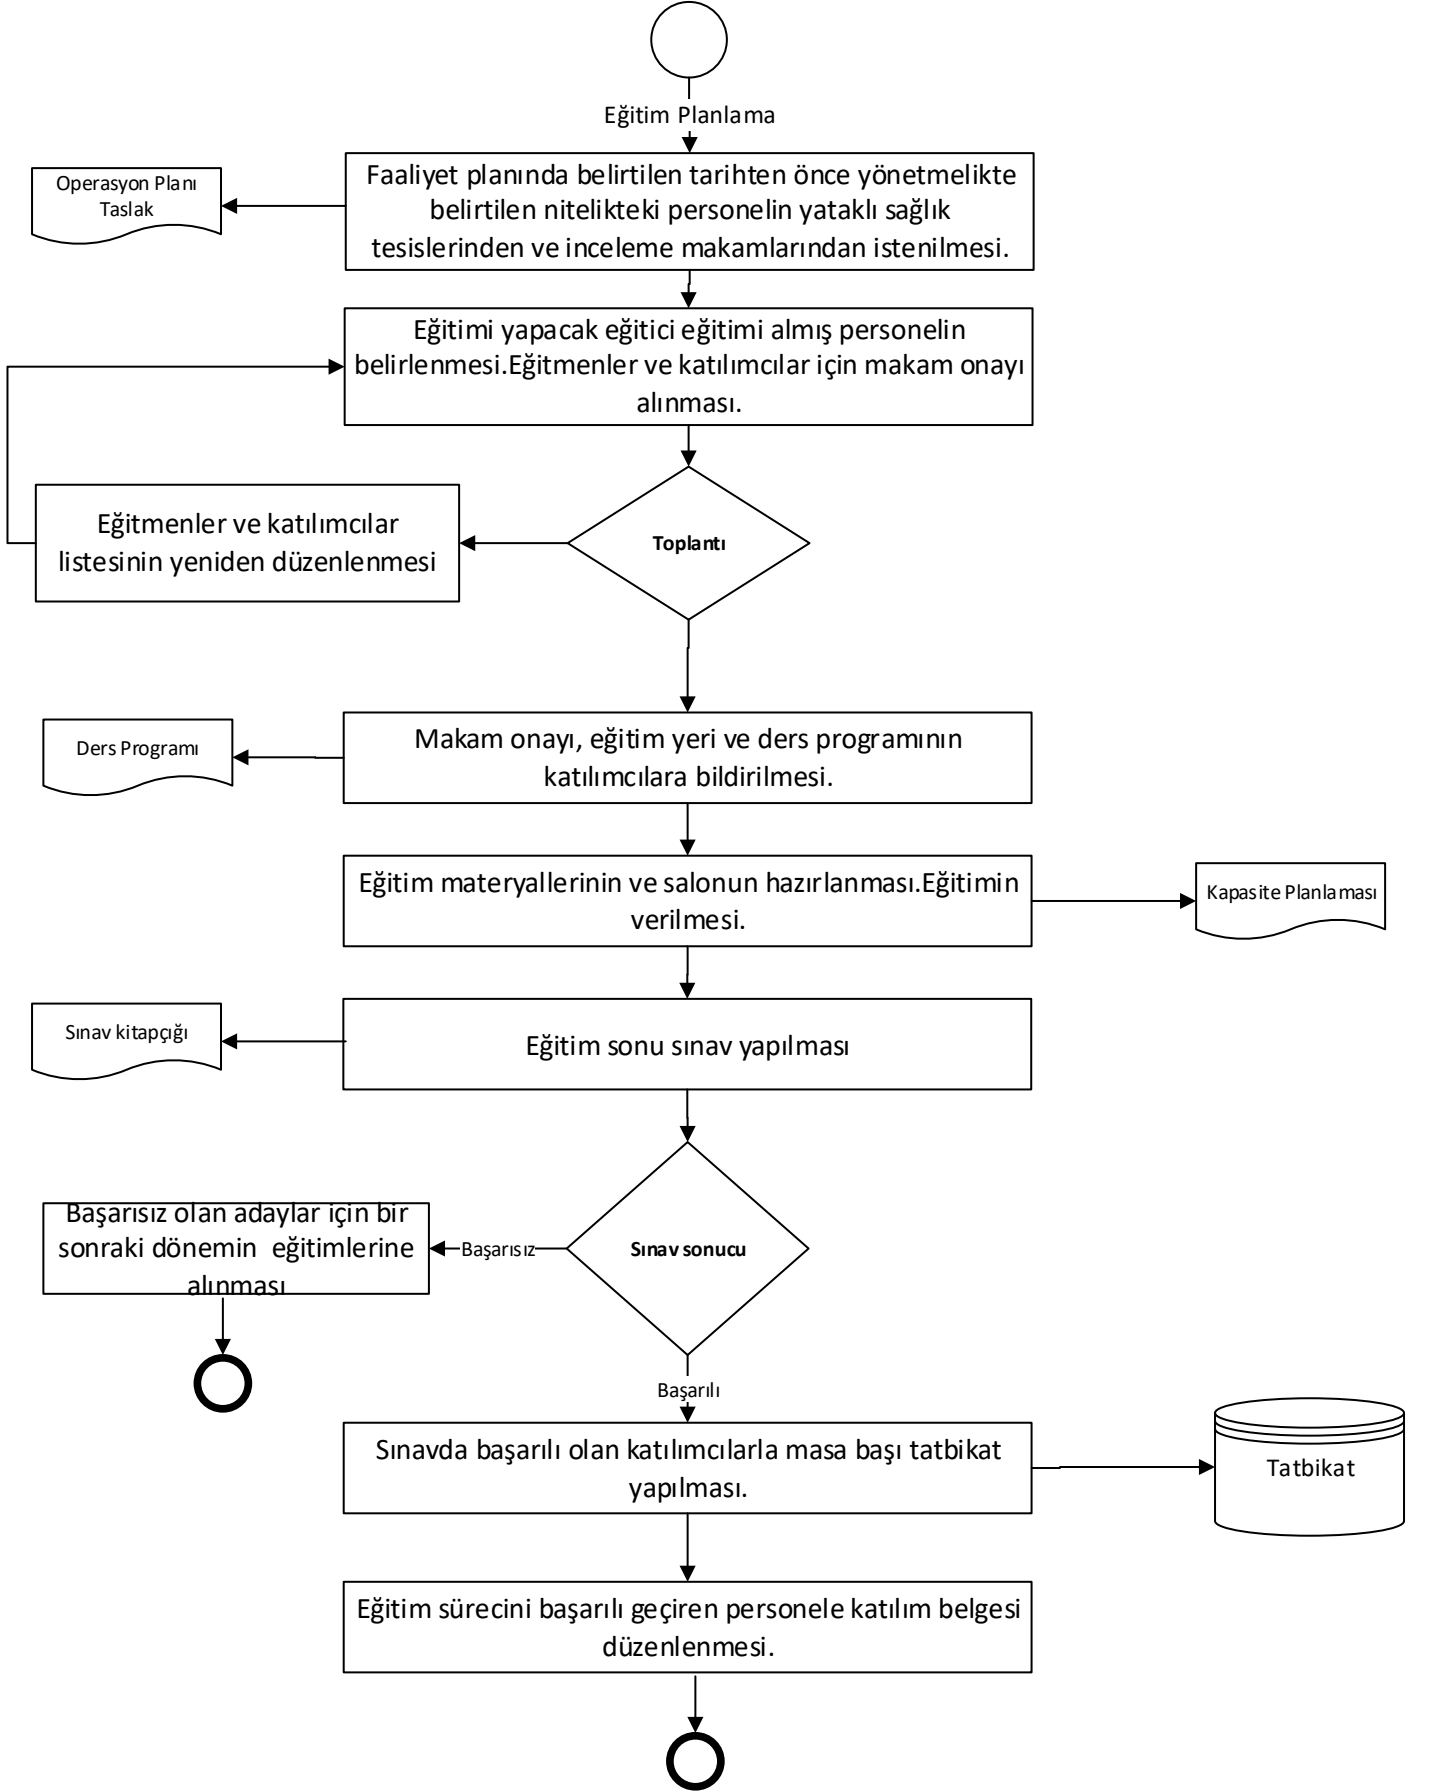 Eğitim Planlama
Operasyon Planı
Taslak
Faaliyet planında belirtilen tarihten önce yönetmelikte
belirtilen nitelikteki personelin yataklı sağlık
tesislerinden ve inceleme makamlarından istenilmesi.
Eğitimi yapacak eğitici eğitimi almış personelin
belirlenmesi.Eğitmenler ve katılımcılar için makam onayı
alınması.
Eğitmenler ve katılımcılar
listesinin yeniden düzenlenmesi
Toplantı
Ders Programı
Makam onayı, eğitim yeri ve ders programının
katılımcılara bildirilmesi.
Eğitim materyallerinin ve salonun hazırlanması.Eğitimin
verilmesi.
Kapasite Planlaması
Sınav kitapçığı
Eğitim sonu sınav yapılması
Başarısız olan adaylar için bir
sonraki dönemin  eğitimlerine
alınması
Başarısız
Sınav sonucu
Başarılı
Sınavda başarılı olan katılımcılarla masa başı tatbikat
yapılması.
Tatbikat
Eğitim sürecini başarılı geçiren personele katılım belgesi
düzenlenmesi.